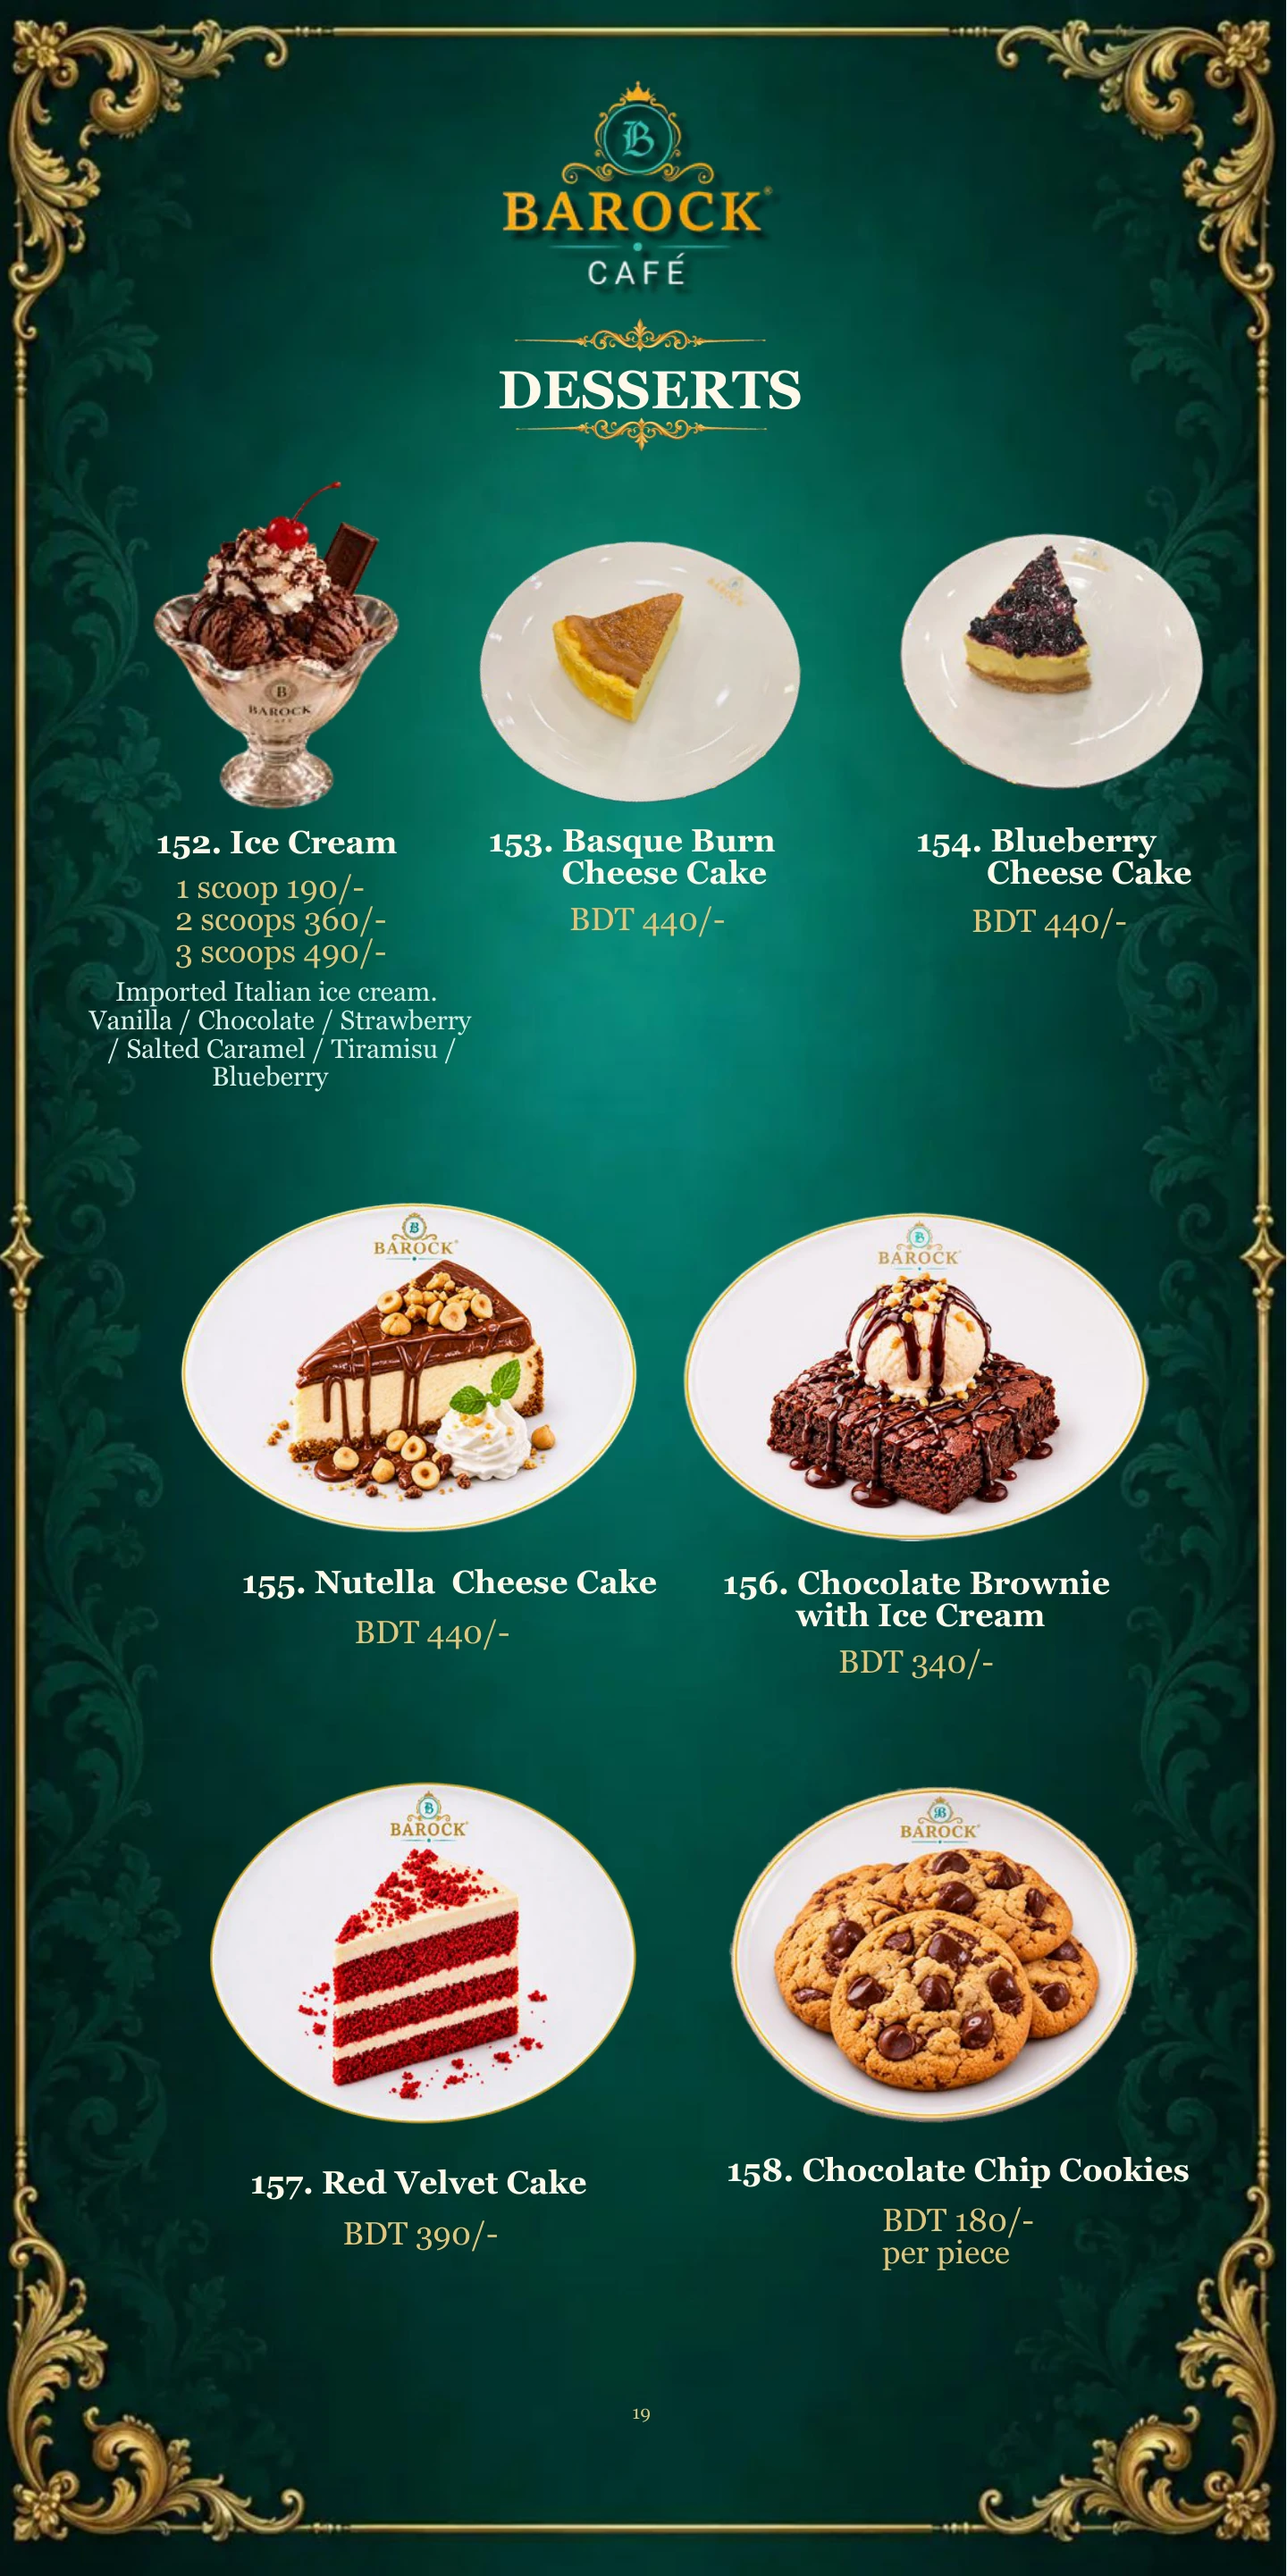 B
BAROCK
CAFÉ
DESSERTS
B
BAROCK
CAFE
BAROCK
152. Ice Cream
1 scoop 190/-
2 scoops 360/-
3 scoops 490/-
Imported Italian ice cream.
Vanilla / Chocolate / Strawberry
/ Salted Caramel / Tiramisu /
Blueberry
153. Basque Burn
Cheese Cake
BDT 440/-
154. Blueberry
Cheese Cake
BDT 440/-
B
BAROCK
155. Nutella  Cheese Cake
BDT 440/-
B
BAROCK
156. Chocolate Brownie
with Ice Cream
BDT 340/-
B
BAROCK
157. Red Velvet Cake
BDT 390/-
B
BAROCK
158. Chocolate Chip Cookies
BDT 180/-
per piece
19